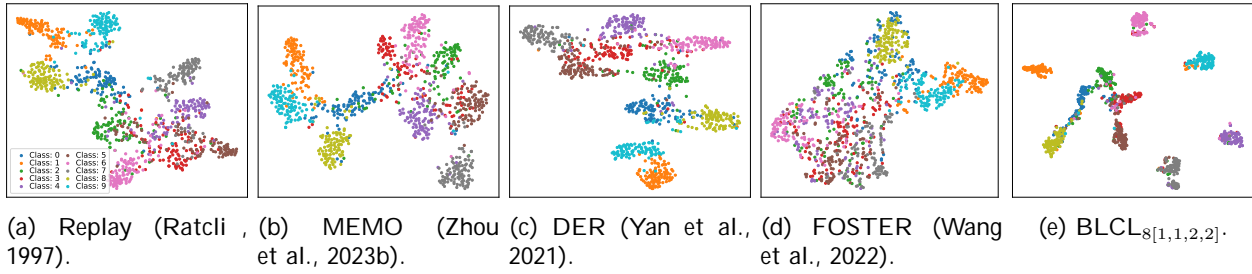 Class: 0 Class: 5
Class: 1 Class: 6
Class: 2 Class: 7
Class: 3 Class: 8
Class: 4 Class: 9
(a) Replay (Ratcli ,
1997).
(b) MEMO (Zhou
et al., 2023b).
(c) DER (Yan et al.,
2021).
(d) FOSTER (Wang
et al., 2022).
(e) BLCL8[1,1,2,2].